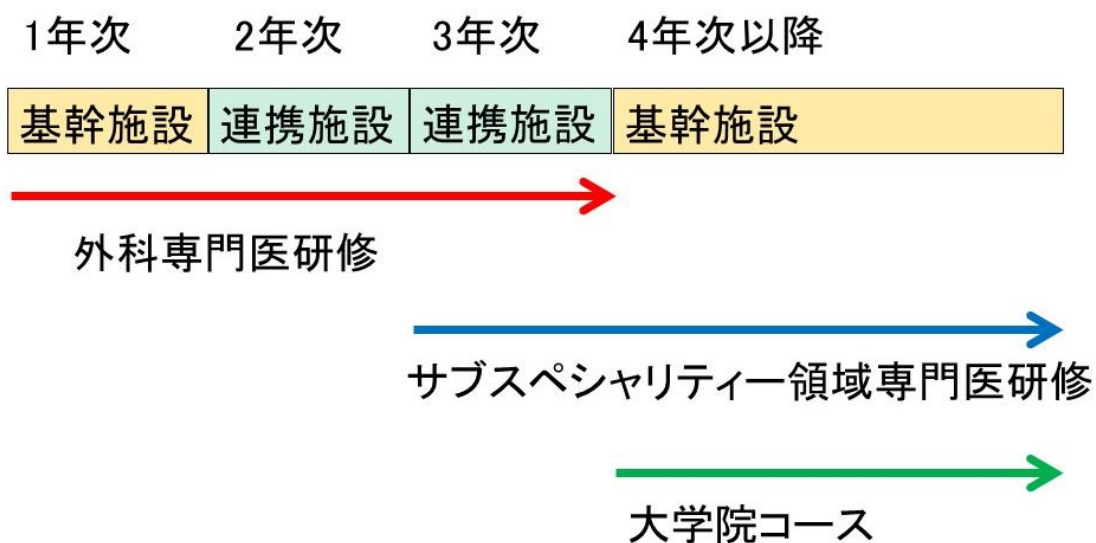 1年次 2年次 3年次 4年次以降
基幹施設 連携施設 連携施設 基幹施設
外科専門医研修
サブスペシャリティー領域専門医研修
大学院コース